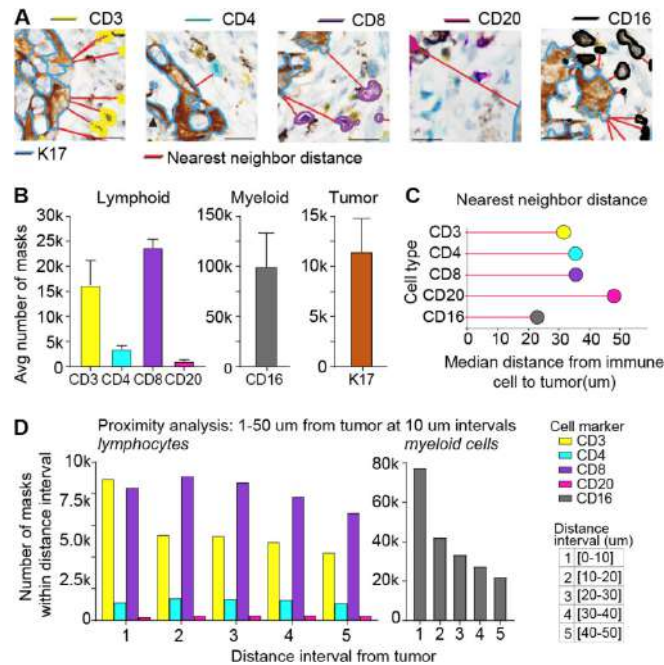 A CD3 CD4 CD8 CD20 CD16
K17 Nearest neighbor distance
B Lymphoid Myeloid Tumor
Avg number of masks
30k
25k
20k
15k
10k
5k
0
CD3 CD4 CD8 CD20
150k
100k
50k
0
CD16
15k
10k
5k
0
K17
C Nearest neighbor distance
Cell type
CD3
CD4
CD8
CD20
CD16
0 10 20 30 40 50
Median distance from immune
cell to tumor(um)
D Proximity analysis: 1-50 um from tumor at 10 um intervals
lymphocytes myeloid cells
Number of masks
within distance interval
10k
7.5k
5.0k
2.5k
0
1 2 3 4 5
80k
60k
40k
20k
0
1 2 3 4 5
Distance interval from tumor
Cell marker
CD3
CD4
CD8
CD20
CD16
Distance
interval (um)
1 [0-10]
2 [10-20]
3 [20-30]
4 [30-40]
5 [40-50]